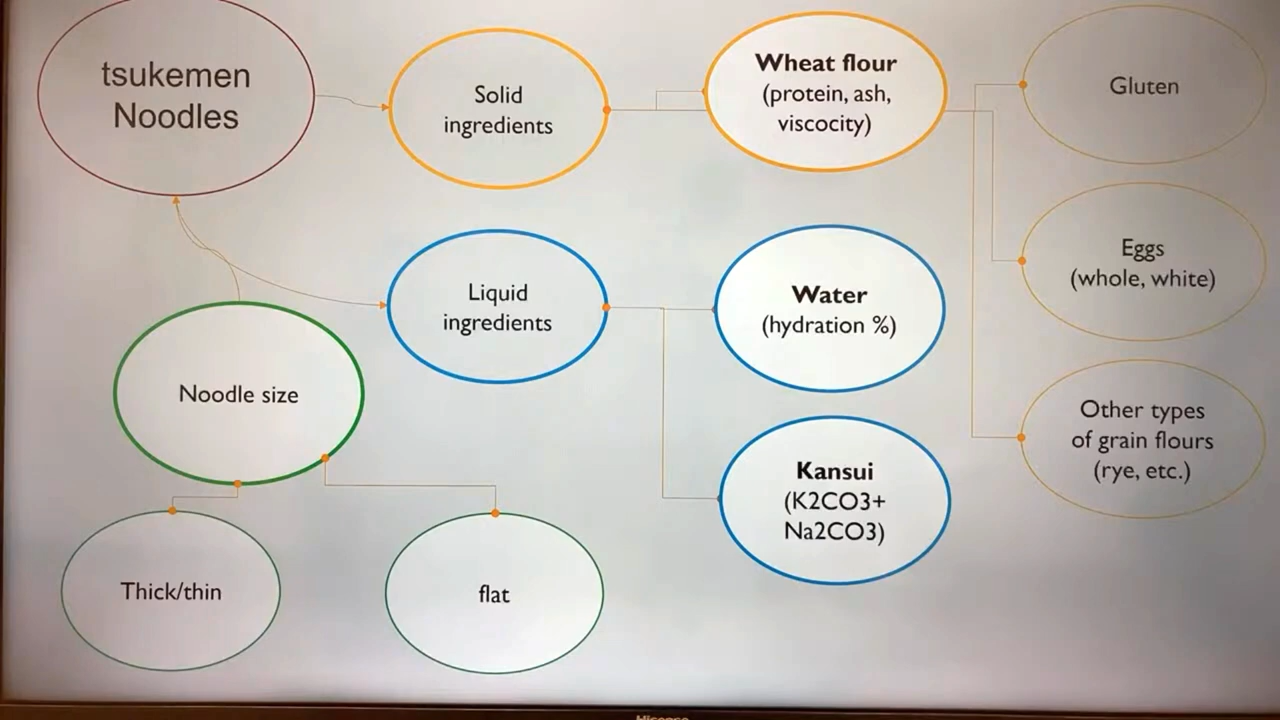 tsukemen
Noodles
Solid
ingredients
Wheat flour
(protein, ash,
viscocity)
Gluten
Eggs
(whole, white)
Other types
of grain flours
(rye, etc.)
Liquid
ingredients
Water
(hydration %)
Kansui
(K2CO3+
Na2CO3)
Noodle size
Thick/thin
flat
Hisense